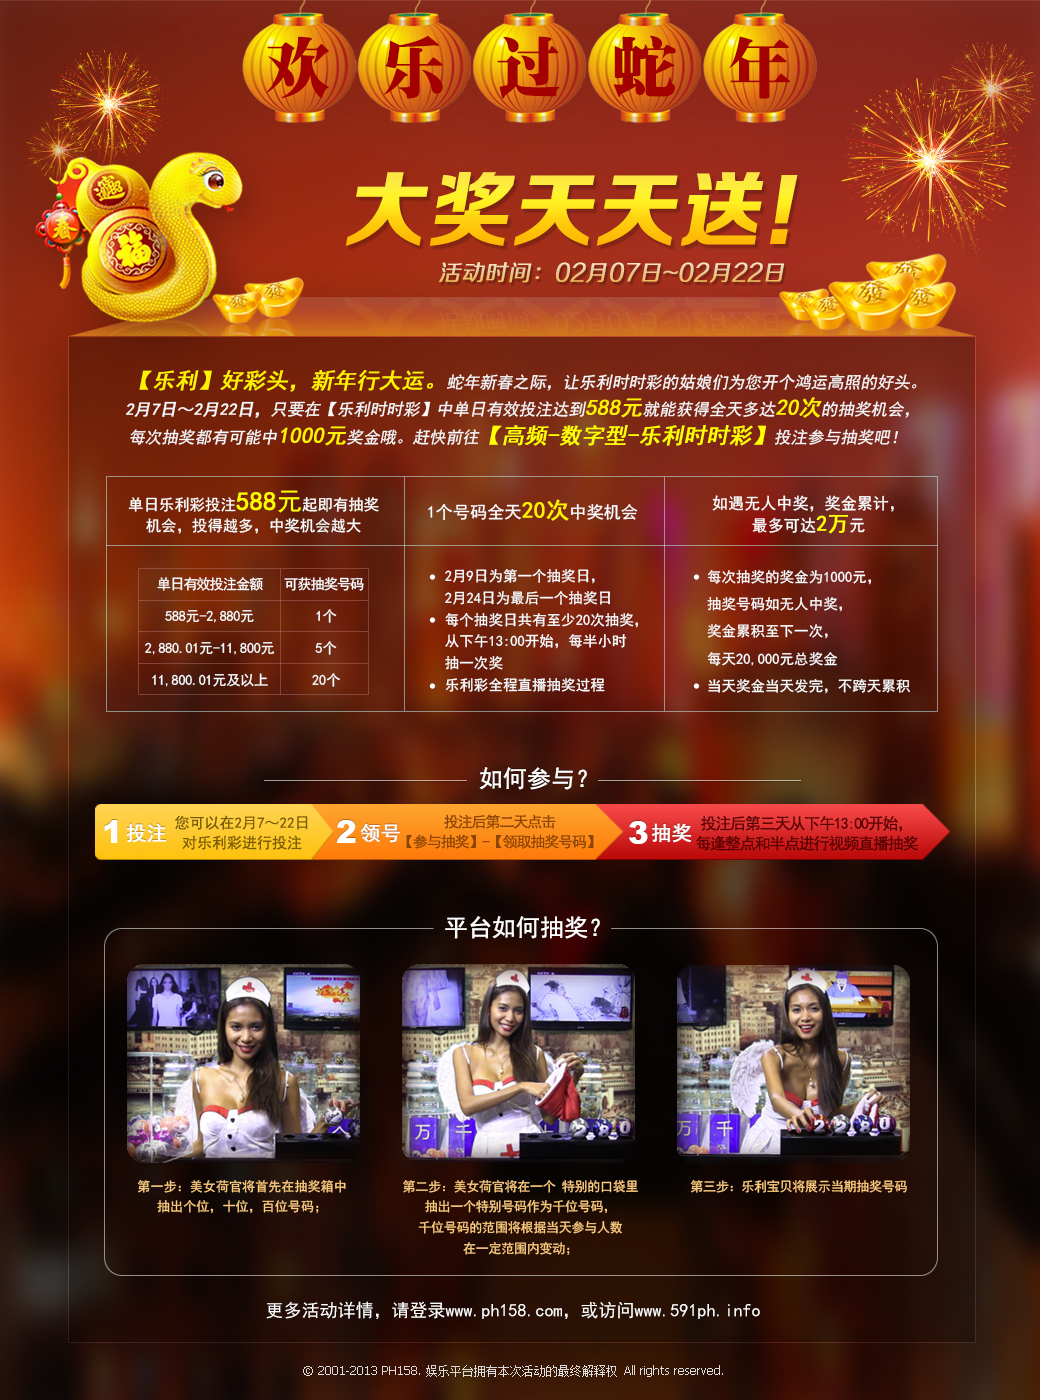 欢乐过蛇年
大奖天天送!
活动时间：02月07日~02月22日
【乐利】好彩头，新年行大运。蛇年新春之际，让乐利时时彩的姑娘们为您开个鸿运高照的好头。
2月7日～2月22日，只要在【乐利时时彩】中单日有效投注达到588元就能获得全天多达20次的抽奖机会，
每次抽奖都有可能中1000元奖金哦。赶快前往【高频-数字型-乐利时时彩】投注参与抽奖吧！
单日乐利彩投注588元起即有抽奖
机会，投得越多，中奖机会越大
1个号码全天20次中奖机会
如遇无人中奖，奖金累计，
最多可达2万元
单日有效投注金额 可获抽奖号码
588元-2,880元 1个
2,880.01元-11,800元 5个
11,800.01元及以上 20个
2月9日为第一个抽奖日，
2月24日为最后一个抽奖日
每个抽奖日共有至少20次抽奖，
从下午13:00开始，每半小时
抽一次奖
乐利彩全程直播抽奖过程
每次抽奖的奖金为1000元，
抽奖号码如无人中奖，
奖金累积至下一次，
每天20,000元总奖金
当天奖金当天发完，不跨天累积
如何参与？
1 投注
您可以在2月7～22日
对乐利彩进行投注
2 领号
投注后第二天点击
【参与抽奖】-【领取抽奖号码】
3 抽奖
投注后第三天从下午13:00开始，
每逢整点和半点进行视频直播抽奖
平台如何抽奖？
万 千
万 千
第一步：美女荷官将首先在抽奖箱中
抽出个位，十位，百位号码；
第二步：美女荷官将在一个 特别的口袋里
抽出一个特别号码作为千位号码，
千位号码的范围将根据当天参与人数
在一定范围内变动；
第三步：乐利宝贝将展示当期抽奖号码
更多活动详情，请登录www.ph158.com，或访问www.591ph.info
© 2001-2013 PH158. 娱乐平台拥有本次活动的最终解释权 All rights reserved.
春
福